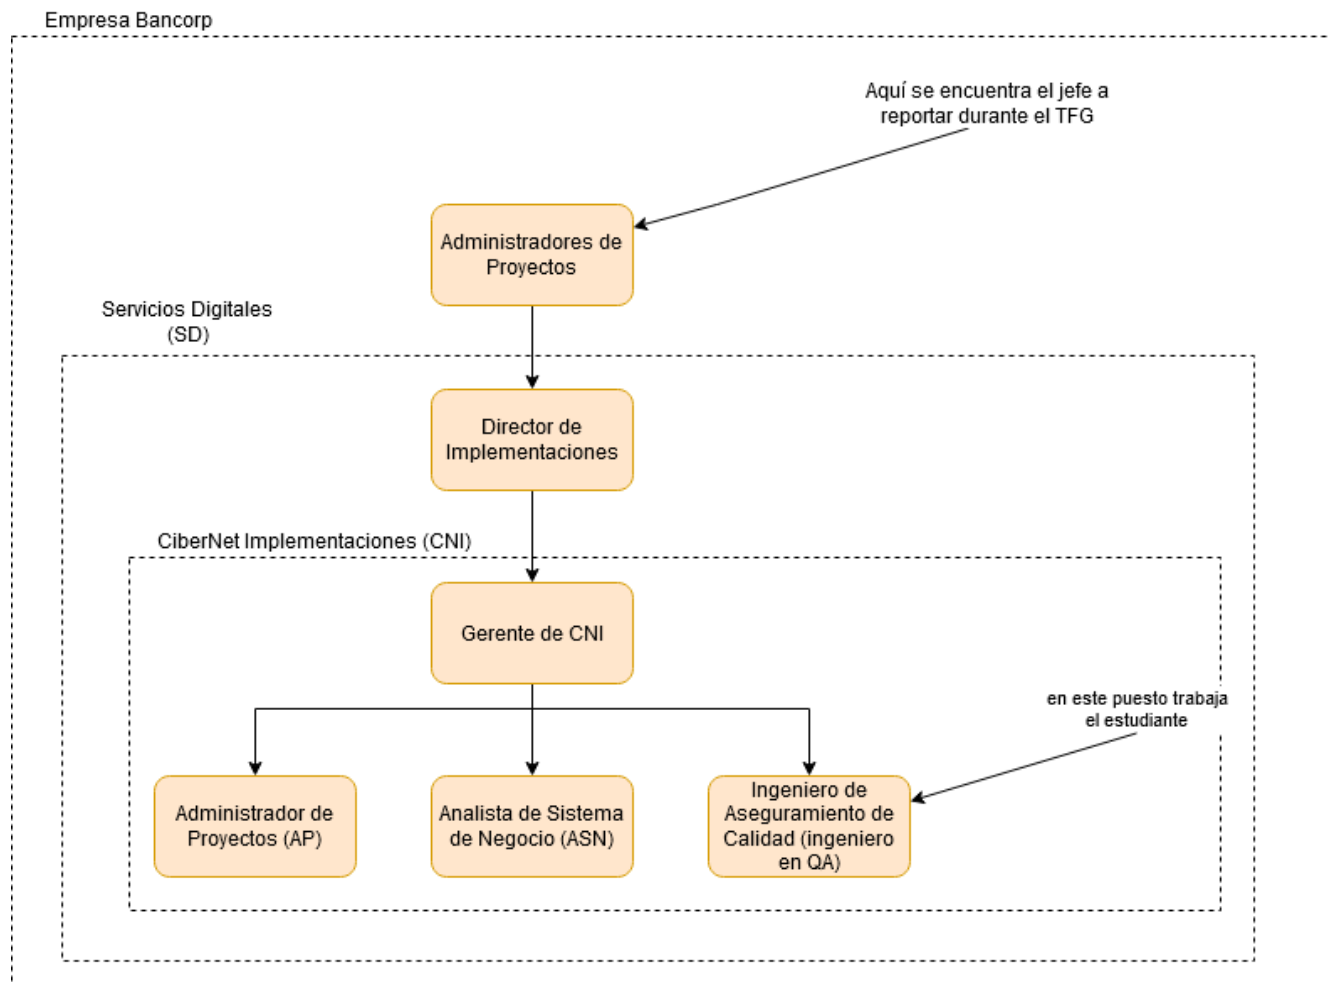 Empresa Bancorp
Aquí se encuentra el jefe a
reportar durante el TFG
Administradores de
Proyectos
Servicios Digitales
(SD)
Director de
Implementaciones
CiberNet Implementaciones (CNI)
Gerente de CNI
en este puesto trabaja
el estudiante
Administrador de
Proyectos (AP)
Analista de Sistema
de Negocio (ASN)
Ingeniero de
Aseguramiento de
Calidad (ingeniero
en QA)